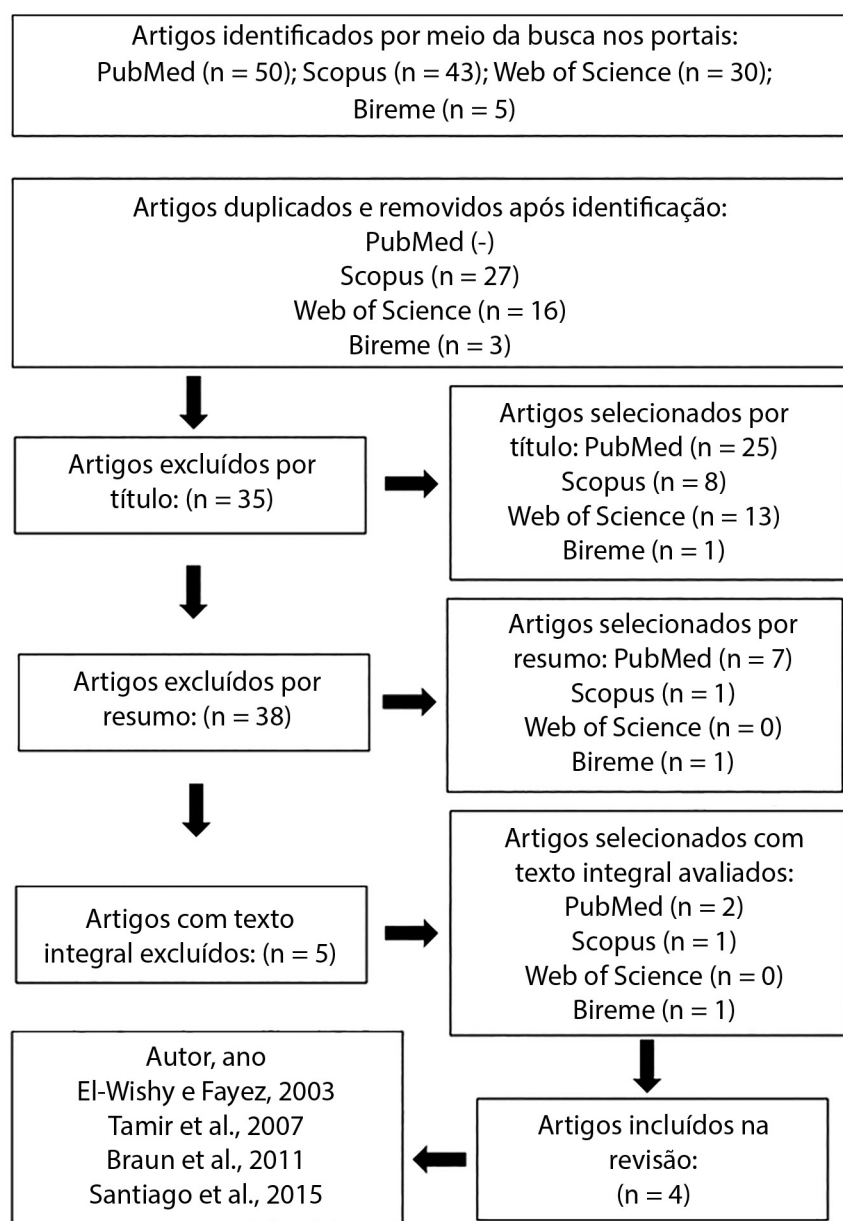 Artigos identificados por meio da busca nos portais:
PubMed (n = 50); Scopus (n = 43); Web of Science (n = 30);
Bireme (n = 5)
Artigos duplicados e removidos após identificação:
PubMed (-)
Scopus (n = 27)
Web of Science (n = 16)
Bireme (n = 3)
Artigos excluídos por
título: (n = 35)
Artigos selecionados por
título: PubMed (n = 25)
Scopus (n = 8)
Web of Science (n = 13)
Bireme (n = 1)
Artigos excluídos por
resumo: (n = 38)
Artigos selecionados por
resumo: PubMed (n = 7)
Scopus (n = 1)
Web of Science (n = 0)
Bireme (n = 1)
Artigos com texto
integral excluídos: (n = 5)
Artigos selecionados com
texto integral avaliados:
PubMed (n = 2)
Scopus (n = 1)
Web of Science (n = 0)
Bireme (n = 1)
Artigos incluídos na
revisão:
(n = 4)
Autor, ano
El-Wishy e Fayez, 2003
Tamir et al., 2007
Braun et al., 2011
Santiago et al., 2015